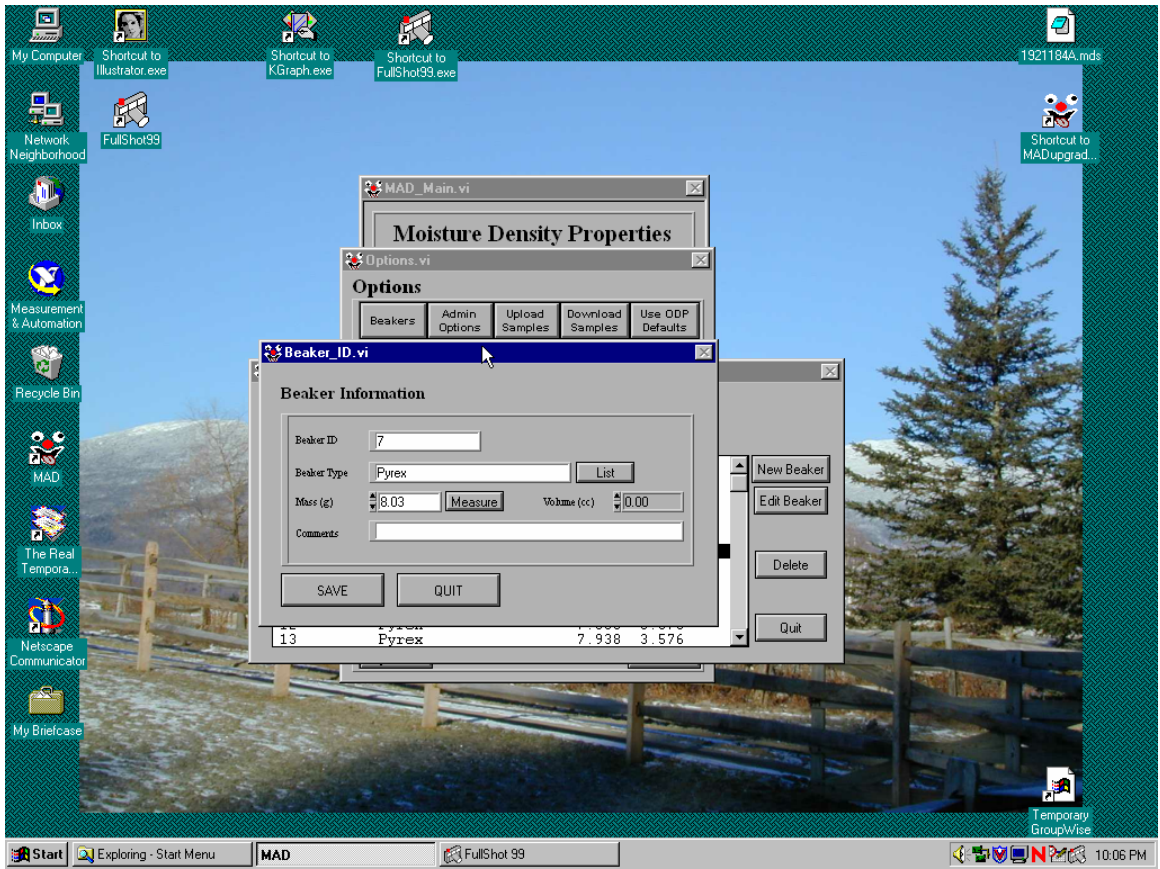 My Computer
Shortcut to
Illustrator.exe
Shortcut to
KGraph.exe
Shortcut to
FullShot99.exe
1921184A.mds
Network
Neighborhood
FullShot99
Shortcut to
MADupgrad...
Inbox
Measurement
& Automation
Recycle Bin
MAD
The Real
Tempora...
Netscape
Communicator
My Briefcase
MAD_Main.vi
Moisture Density Properties
Options.vi
Options
Beakers
Admin
Options
Upload
Samples
Download
Samples
Use ODP
Defaults
Beaker_ID.vi
Beaker Information
Beaker ID 7
Beaker Type Pyrex List
Mass (g) 8.03 Measure Volume (cc) 0.00
Comments
SAVE QUIT
New Beaker
Edit Beaker
Delete
Quit
13 Pyrex 7.938 3.576
Temporary
GroupWise
Start Exploring - Start Menu MAD FullShot 99 N 10:06 PM